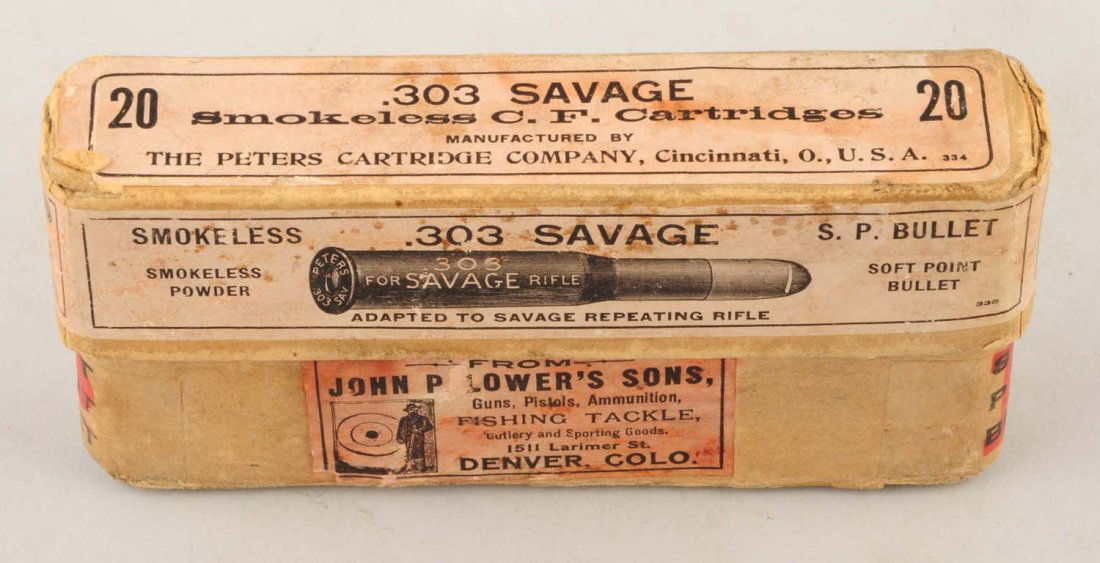 20 .303 SAVAGE 20
Smokeless C. F. Cartridges
MANUFACTURED BY
THE PETERS CARTRIDGE COMPANY, Cincinnati, O., U. S. A. 334
SMOKELESS .303 SAVAGE S. P. BULLET
SMOKELESS POWDER
PETERS
303 SAV
303
FOR SAVAGE RIFLE
SOFT POINT BULLET
335
ADAPTED TO SAVAGE REPEATING RIFLE
FROM
JOHN P. LOWER'S SONS,
Guns, Pistols, Ammunition,
FISHING TACKLE,
Cutlery and Sporting Goods.
1511 Larimer St.
DENVER. COLO.
S
P
B